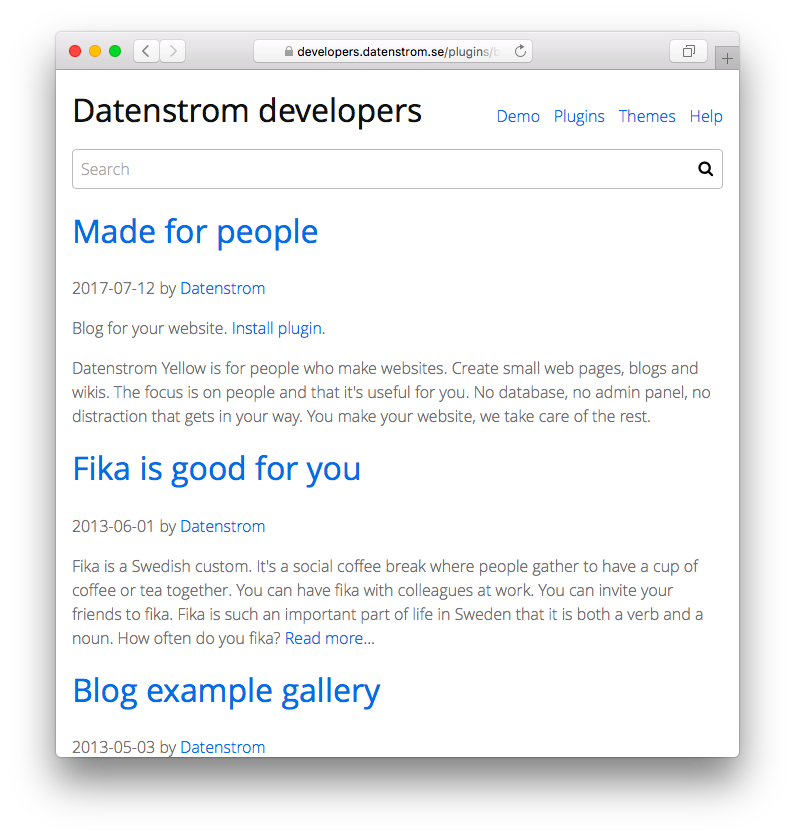 developers.datenstrom.se/plugins/b
Datenstrom developers
Demo Plugins Themes Help
Search
Made for people
2017-07-12 by Datenstrom
Blog for your website. Install plugin.
Datenstrom Yellow is for people who make websites. Create small web pages, blogs and
wikis. The focus is on people and that it's useful for you. No database, no admin panel, no
distraction that gets in your way. You make your website, we take care of the rest.
Fika is good for you
2013-06-01 by Datenstrom
Fika is a Swedish custom. It's a social coffee break where people gather to have a cup of
coffee or tea together. You can have fika with colleagues at work. You can invite your
friends to fika. Fika is such an important part of life in Sweden that it is both a verb and a
noun. How often do you fika? Read more…
Blog example gallery
2013-05-03 by Datenstrom